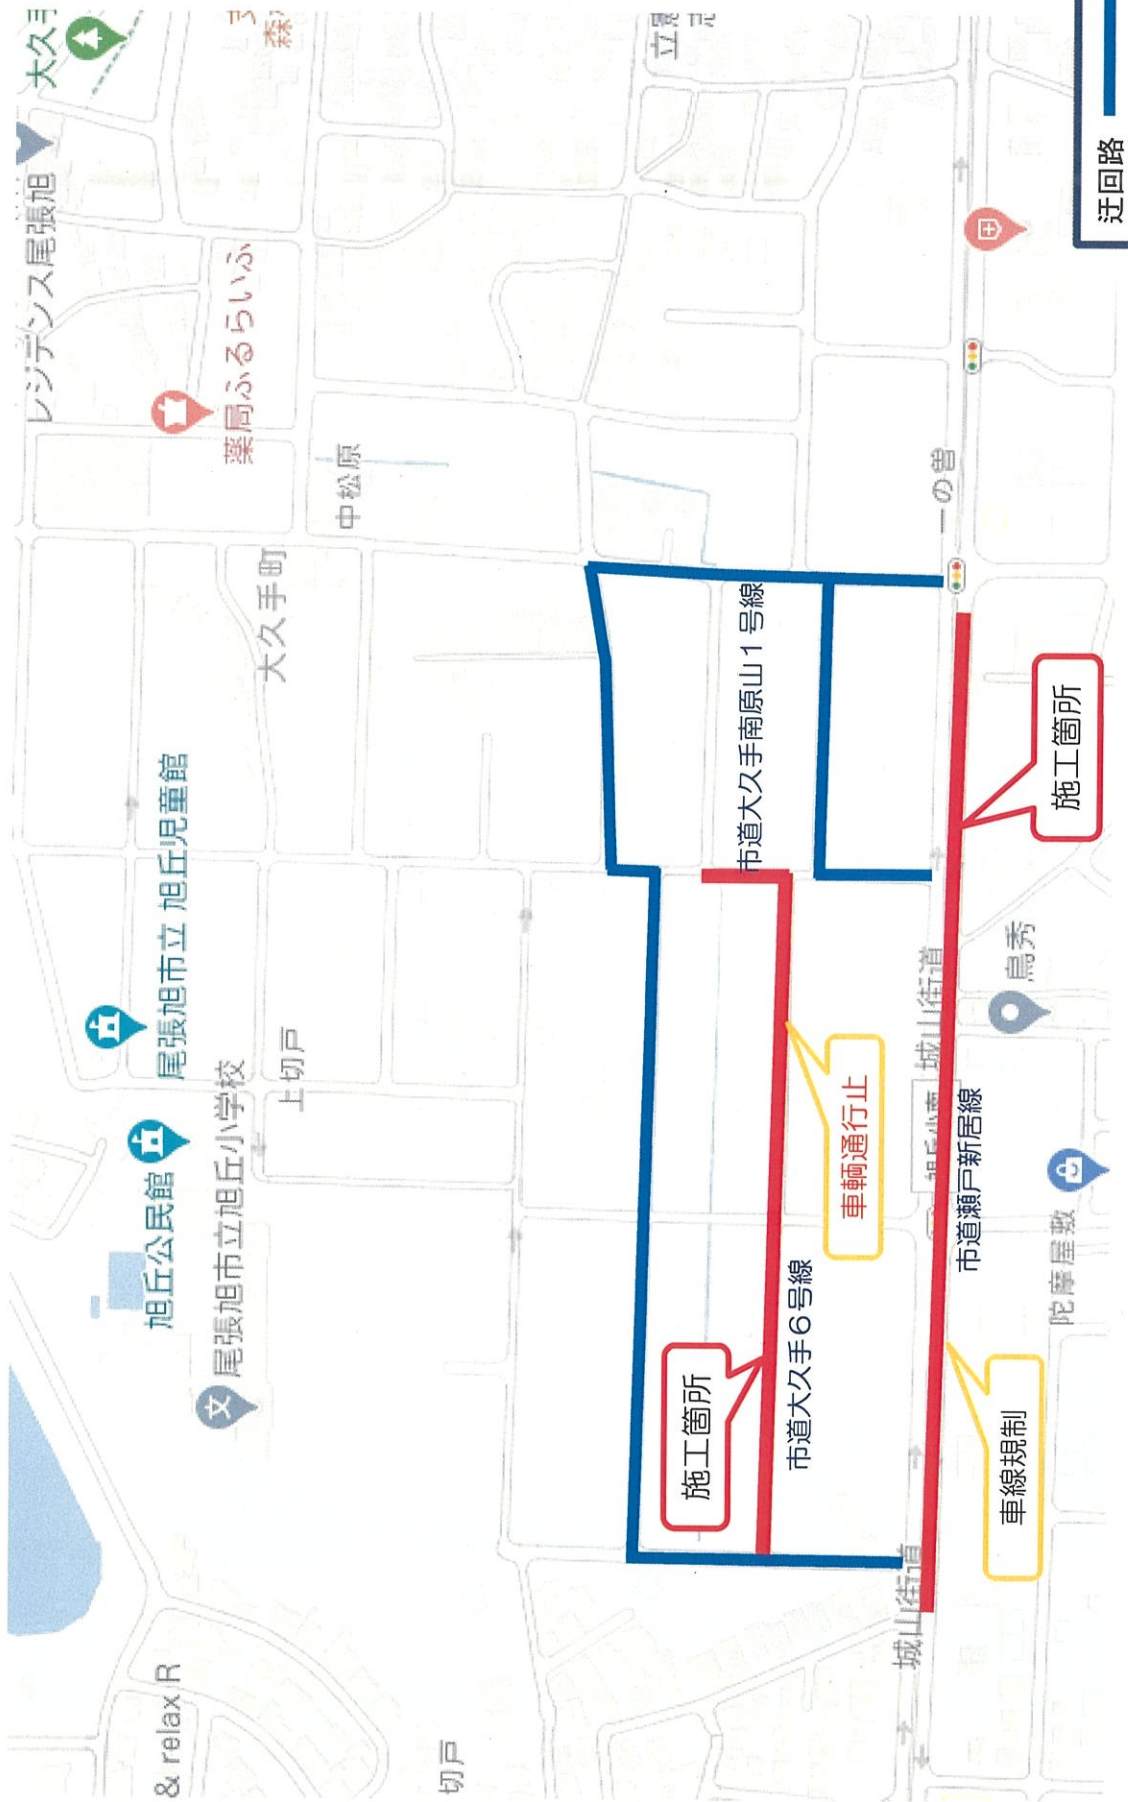 & relax R
切戸
旭丘公民館
尾張旭市立旭丘小学校
尾張旭市立 旭丘児童館
上切戸
大久手町
中松原
薬局ふるらいふ
レジデンス尾張旭
大久手
施工箇所
市道大久手6号線
車輌通行止
市道大久手南原山1号線
一の曽
城山街道
城山街道
市道瀬戸新居線
車線規制
陀摩屋敷
鳥秀
施工箇所
迂回路